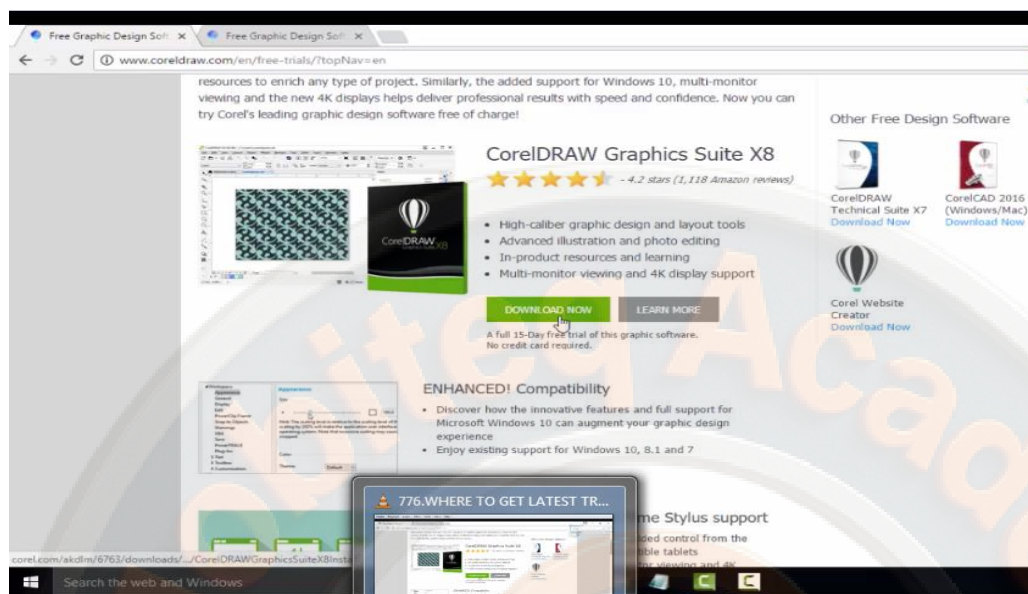 Free Graphic Design Soft
Free Graphic Design Soft
www.coreldraw.com/en/free-trials/?topNav=en
resources to enrich any type of project. Similarly, the added support for Windows 10, multi-monitor
viewing and the new 4K displays helps deliver professional results with speed and confidence. Now you can
try Corel's leading graphic design software free of charge!
Other Free Design Software
CorelDRAW Graphics Suite X8
- 4.2 stars (1,118 Amazon reviews)
CorelDRAW
Technical Suite X7
Download Now
CorelCAD 2016
(Windows/Mac)
Download Now
CorelDRAW
X8
• High-caliber graphic design and layout tools
• Advanced illustration and photo editing
• In-product resources and learning
• Multi-monitor viewing and 4K display support
DOWNLOAD NOW
LEARN MORE
A full 15-Day free trial of this graphic software.
No credit card required.
Corel Website
Creator
Download Now
Appearance
ENHANCED! Compatibility
• Discover how the innovative features and full support for
Microsoft Windows 10 can augment your graphic design
experience
• Enjoy existing support for Windows 10, 8.1 and 7
776.WHERE TO GET LATEST TR...
me Stylus support
ded control from the
ble tablets
or viewing and 4K
corel.com/akdlm/6763/downloads/.../CorelDRAWGraphicsSuiteX8Insta
Search the web and Windows